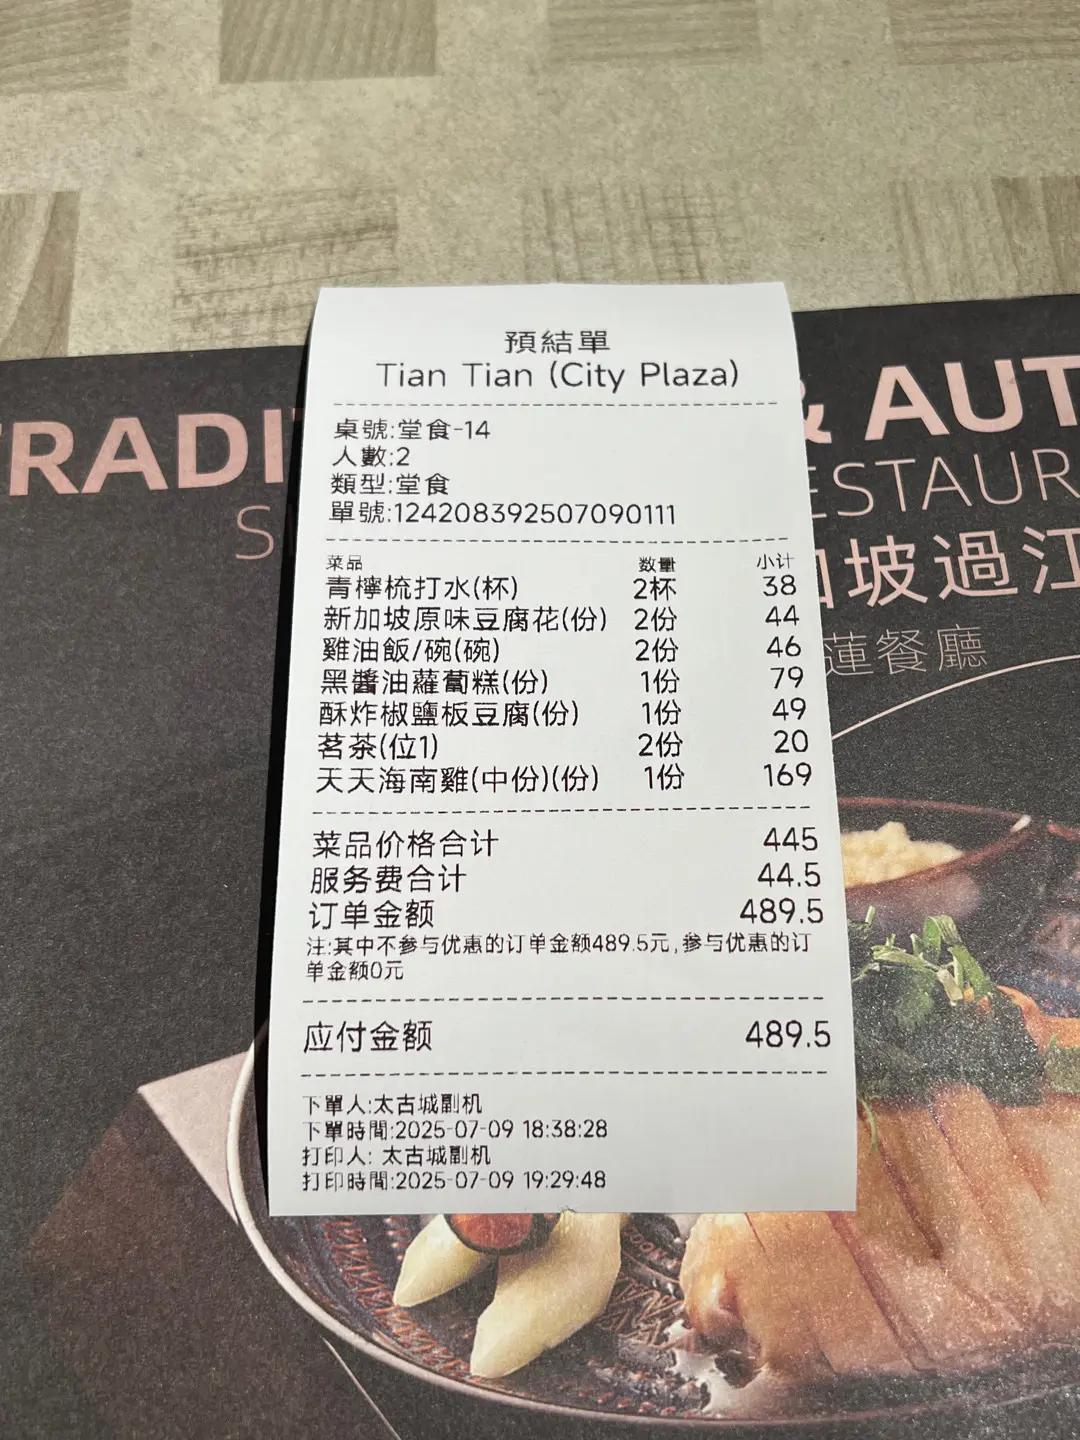 預結單
Tian Tian (City Plaza)
桌號:堂食-14
人數:2
類型:堂食
單號:124208392507090111
菜品 数量 小计
青檸梳打水(杯) 2杯 38
新加坡原味豆腐花(份) 2份 44
雞油飯/碗(碗) 2份 46
黑醬油蘿蔔糕(份) 1份 79
酥炸椒鹽板豆腐(份) 1份 49
茗茶(位1) 2份 20
天天海南雞(中份)(份) 1份 169
菜品价格合计 445
服务费合计 44.5
订单金额 489.5
注:其中不参与优惠的订单金额489.5元,参与优惠的订
单金额0元
应付金额 489.5
下單人:太古城副机
下單時間:2025-07-09 18:38:28
打印人: 太古城副机
打印時間:2025-07-09 19:29:48
& AUT
坡過江
蓮餐廳